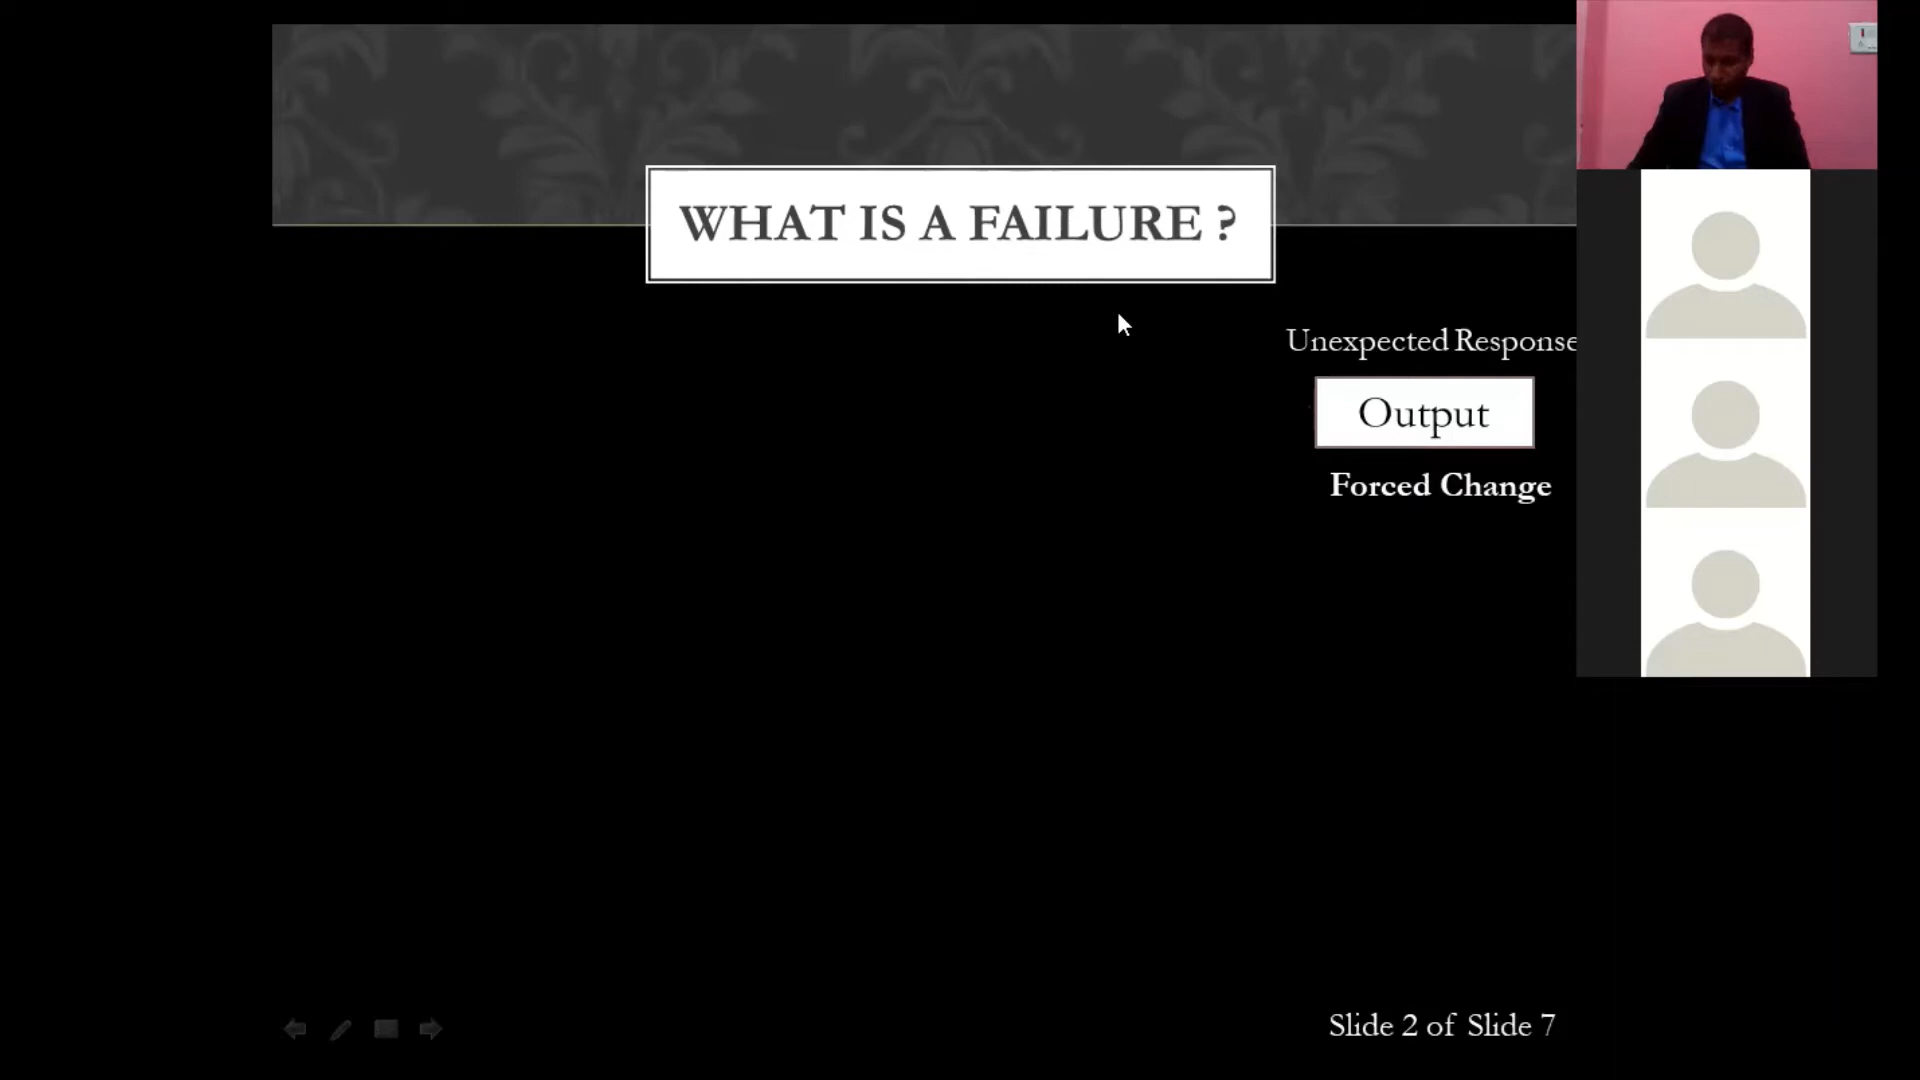 WHAT IS A FAILURE ?
Unexpected Response
Output
Forced Change
Slide 2 of Slide 7